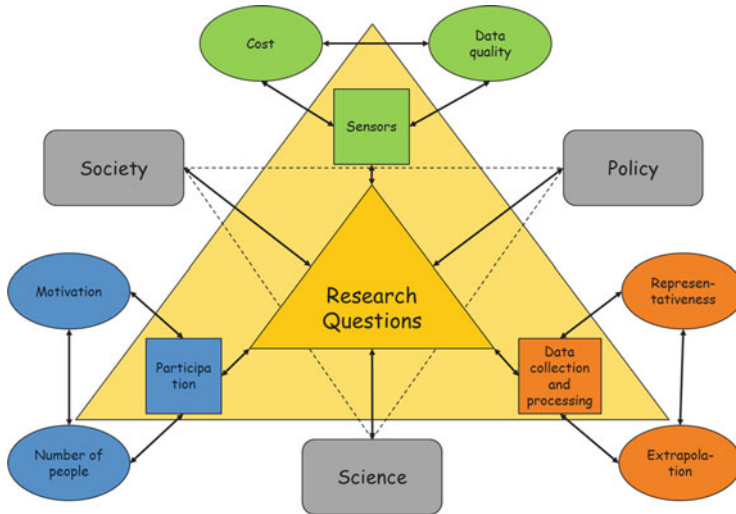 Cost
Data
quality
Sensors
Society
Policy
Motivation
Represen-
tativeness
Research
Questions
Participa
tion
Data
collection
and
processing
Number of
people
Science
Extrapola-
tion